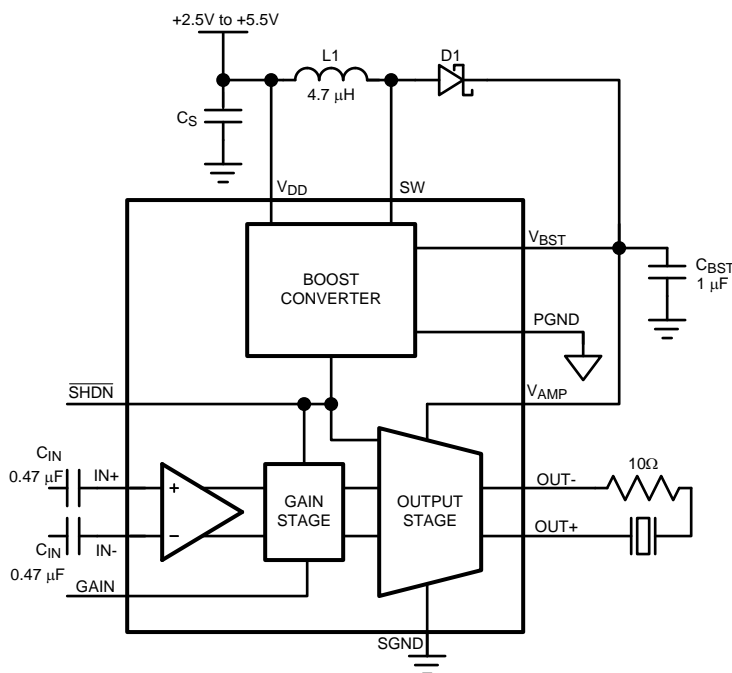 +2.5V to +5.5V
L1
D1
4.7 μH
CS
VDD
SW
VBST
BOOST
CONVERTER
CBST
1 μF
PGND
SHDN
VAMP
CIN
0.47 μF
IN+
+
GAIN
STAGE
OUTPUT
STAGE
OUT-
10Ω
OUT+
CIN
IN-
−
0.47 μF
GAIN
SGND